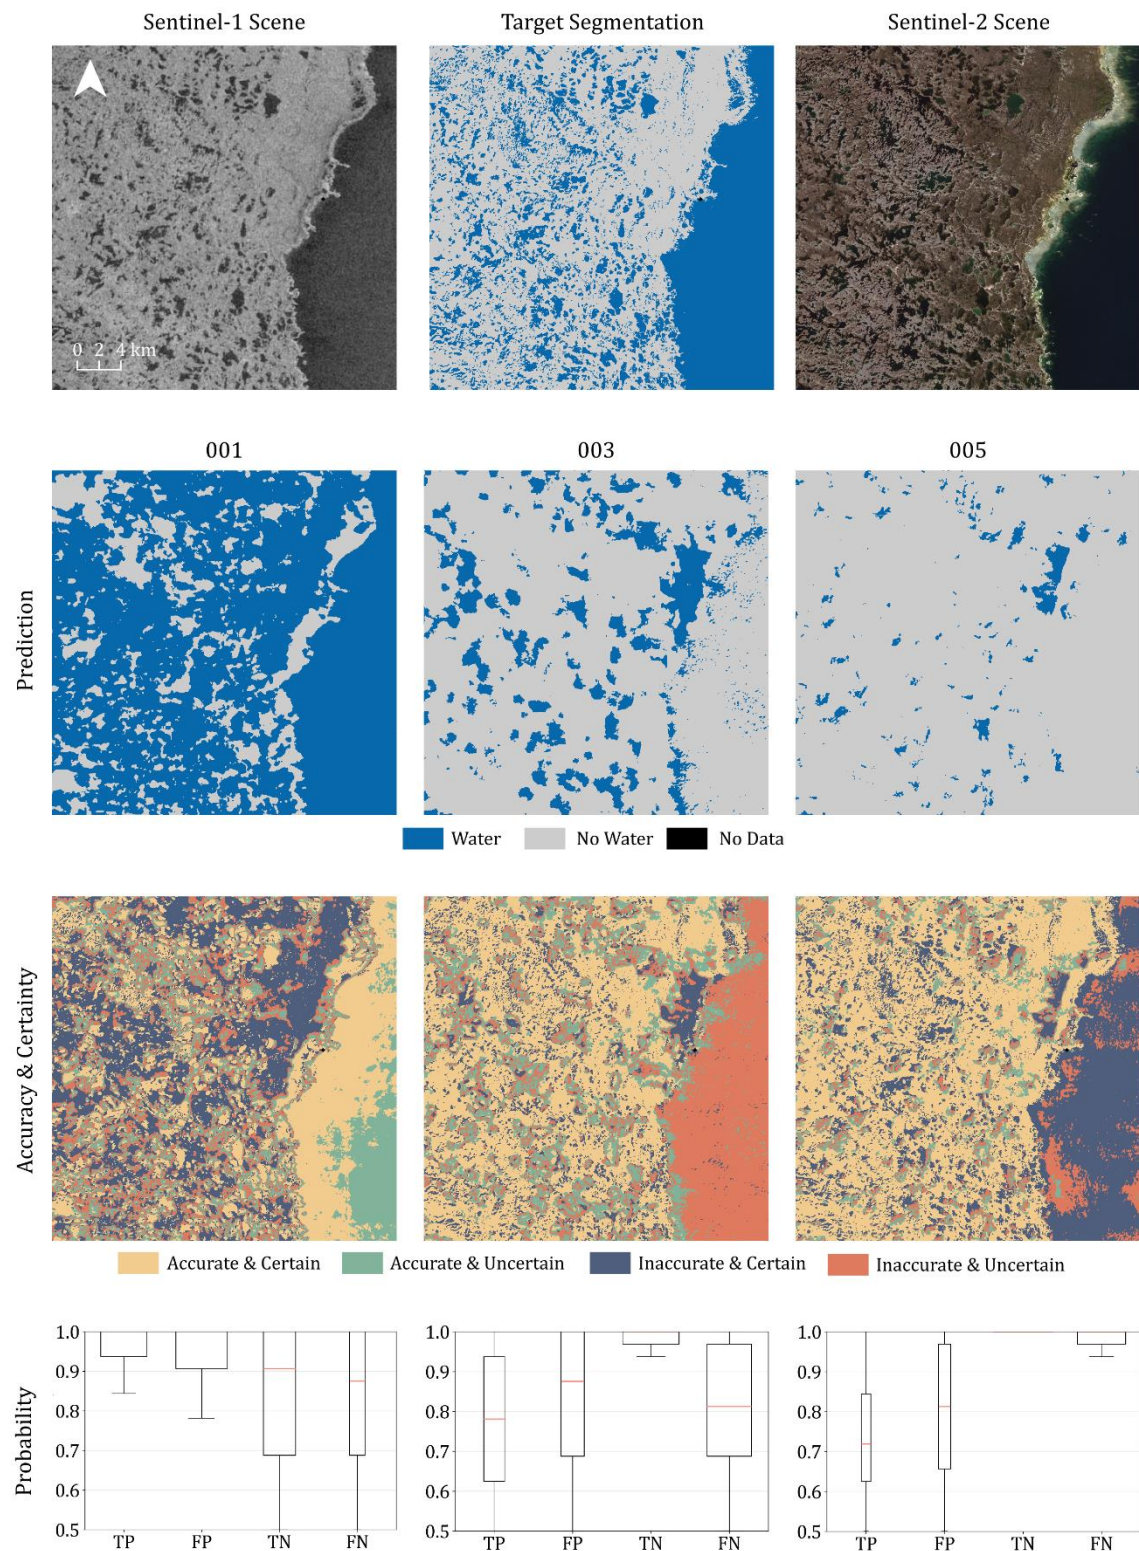 Sentinel-1 Scene
Target Segmentation
Sentinel-2 Scene
0 2 4 km
001
003
005
Prediction
Water
No Water
No Data
Accuracy & Certainty
Accurate & Certain
Accurate & Uncertain
Inaccurate & Certain
Inaccurate & Uncertain
Probability
1.0
0.9
0.8
0.7
0.6
0.5
TP FP TN FN
1.0
0.9
0.8
0.7
0.6
0.5
TP FP TN FN
1.0
0.9
0.8
0.7
0.6
0.5
TP FP TN FN